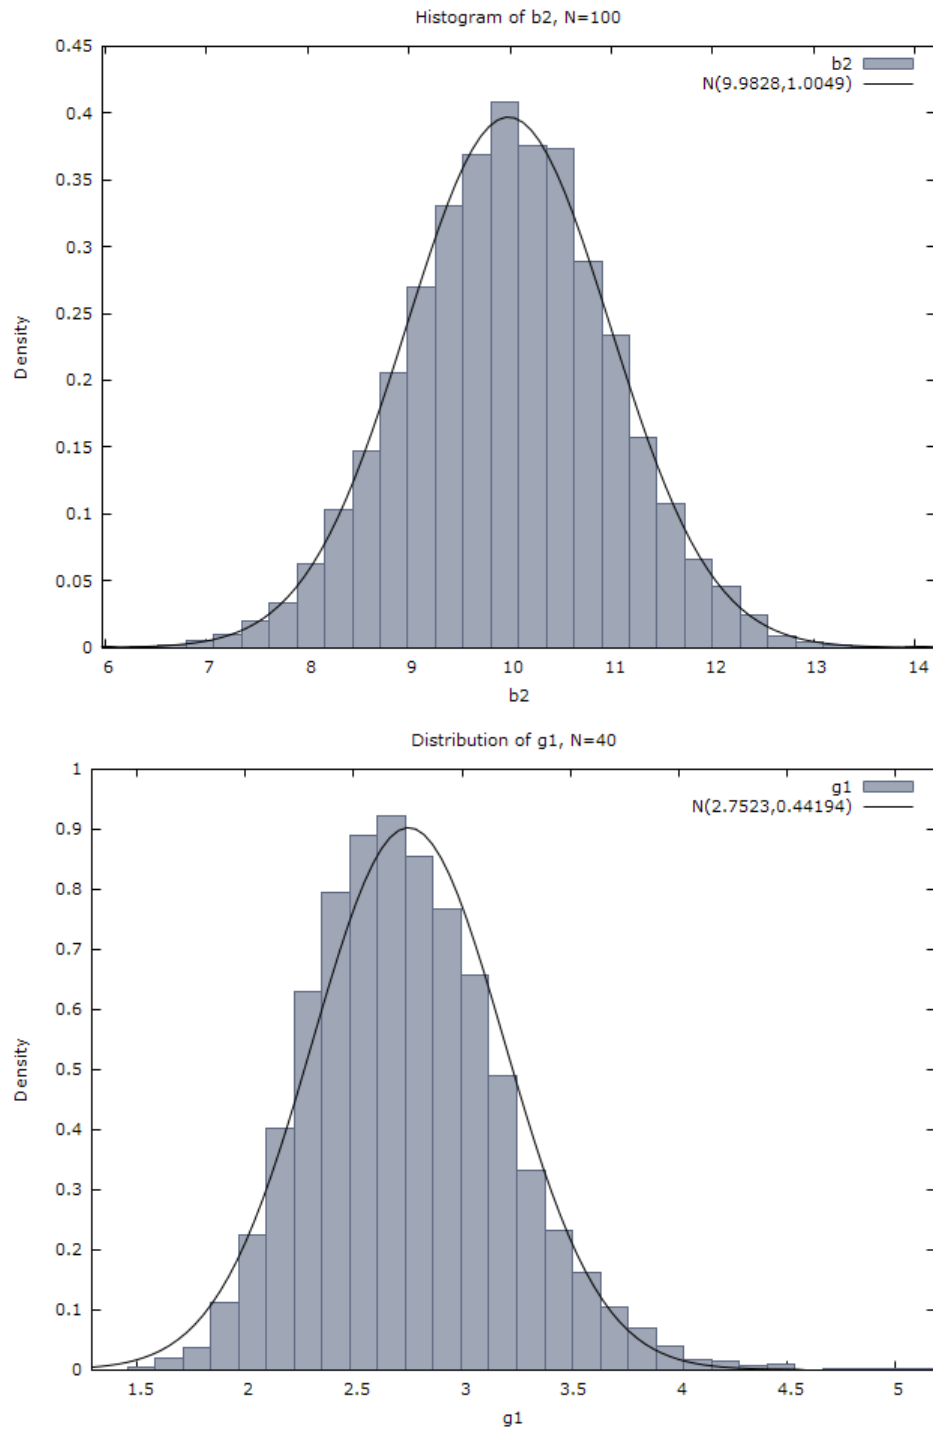 Histogram of b2, N=100
0.45
b2
N(9.9828,1.0049)
0.4
0.35
0.3
0.25
Density
0.2
0.15
0.1
0.05
0
6 7 8 9 10 11 12 13 14
b2
Distribution of g1, N=40
1
g1
N(2.7523,0.44194)
0.9
0.8
0.7
0.6
Density
0.5
0.4
0.3
0.2
0.1
0
1.5 2 2.5 3 3.5 4 4.5 5
g1